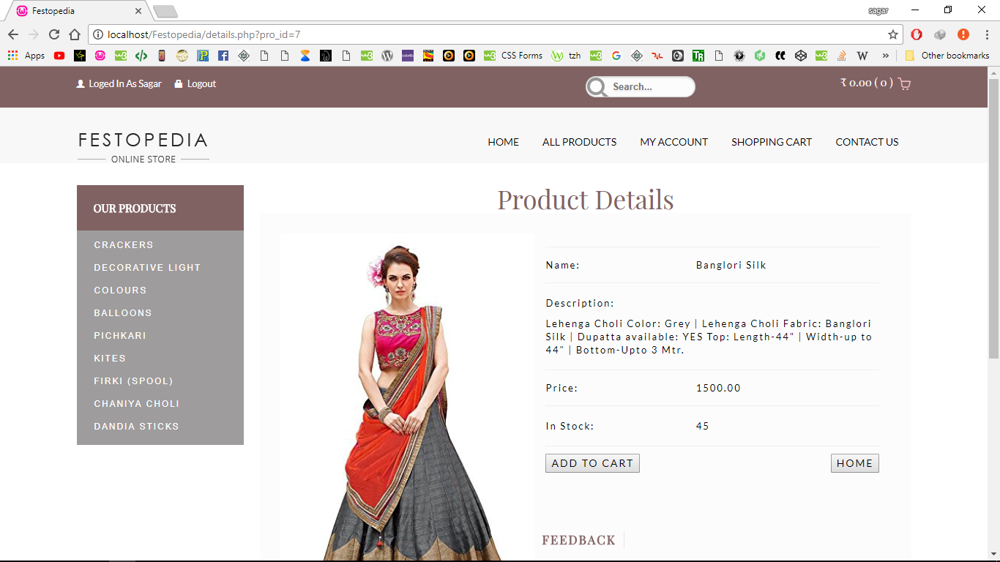 Festopedia
sagar
localhost/Festopedia/details.php?pro_id=7
Apps
CSS Forms
tzh
Other bookmarks
Loged In As Sagar
Logout
Search...
₹ 0.00 ( 0 )
FESTOPEDIA
ONLINE STORE
HOME
ALL PRODUCTS
MY ACCOUNT
SHOPPING CART
CONTACT US
OUR PRODUCTS
CRACKERS
DECORATIVE LIGHT
COLOURS
BALLOONS
PICHKARI
KITES
FIRKI (SPOOL)
CHANIYA CHOLI
DANDIA STICKS
Product Details
Name: Banglori Silk
Description:
Lehenga Choli Color: Grey | Lehenga Choli Fabric: Banglori
Silk | Dupatta available: YES Top: Length-44" | Width-up to
44" | Bottom-Upto 3 Mtr.
Price: 1500.00
In Stock: 45
ADD TO CART
HOME
FEEDBACK